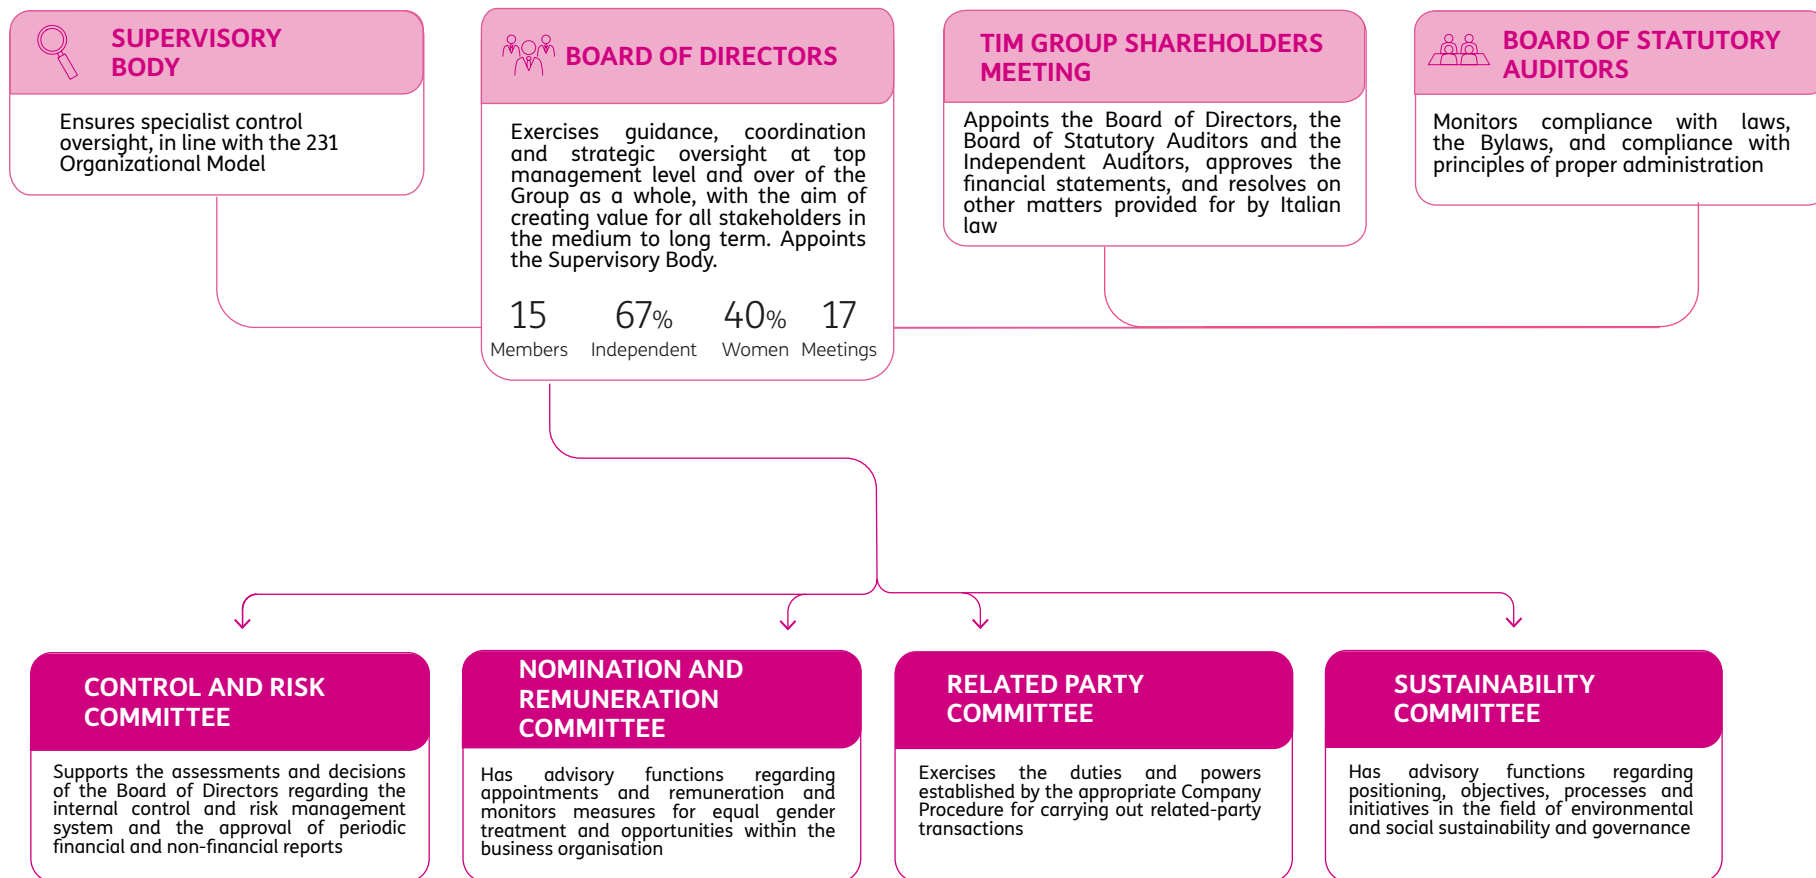 SUPERVISORY
BODY
Ensures specialist control
oversight, in line with the 231
Organizational Model
BOARD OF DIRECTORS
Exercises guidance, coordination
and strategic oversight at top
management level and over of the
Group as a whole, with the aim of
creating value for all stakeholders in
the medium to long term. Appoints
the Supervisory Body.
15 67% 40% 17
Members Independent Women Meetings
TIM GROUP SHAREHOLDERS
MEETING
Appoints the Board of Directors, the
Board of Statutory Auditors and the
Independent Auditors, approves the
financial statements, and resolves on
other matters provided for by Italian
law
BOARD OF STATUTORY
AUDITORS
Monitors compliance with laws,
the Bylaws, and compliance with
principles of proper administration
CONTROL AND RISK
COMMITTEE
Supports the assessments and decisions
of the Board of Directors regarding the
internal control and risk management
system and the approval of periodic
financial and non-financial reports
NOMINATION AND
REMUNERATION
COMMITTEE
Has advisory functions regarding
appointments and remuneration and
monitors measures for equal gender
treatment and opportunities within the
business organisation
RELATED PARTY
COMMITTEE
Exercises the duties and powers
established by the appropriate Company
Procedure for carrying out related-party
transactions
SUSTAINABILITY
COMMITTEE
Has advisory functions regarding
positioning, objectives, processes and
initiatives in the field of environmental
and social sustainability and governance